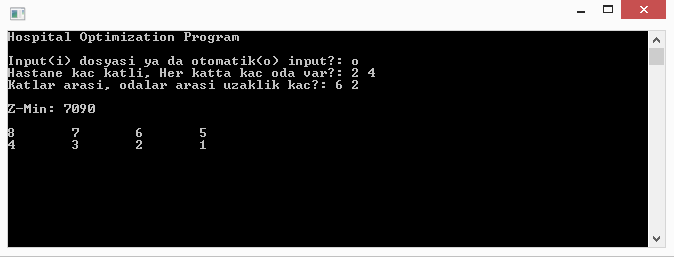 Hospital Optimization Program
Input(i) dosyasi ya da otomatik(o) input?: o
Hastane kac katli, Her katta kac oda var?: 2 4
Katlar arasi, odalar arasi uzaklik kac?: 6 2
Z-Min: 7090
8 7 6 5
4 3 2 1